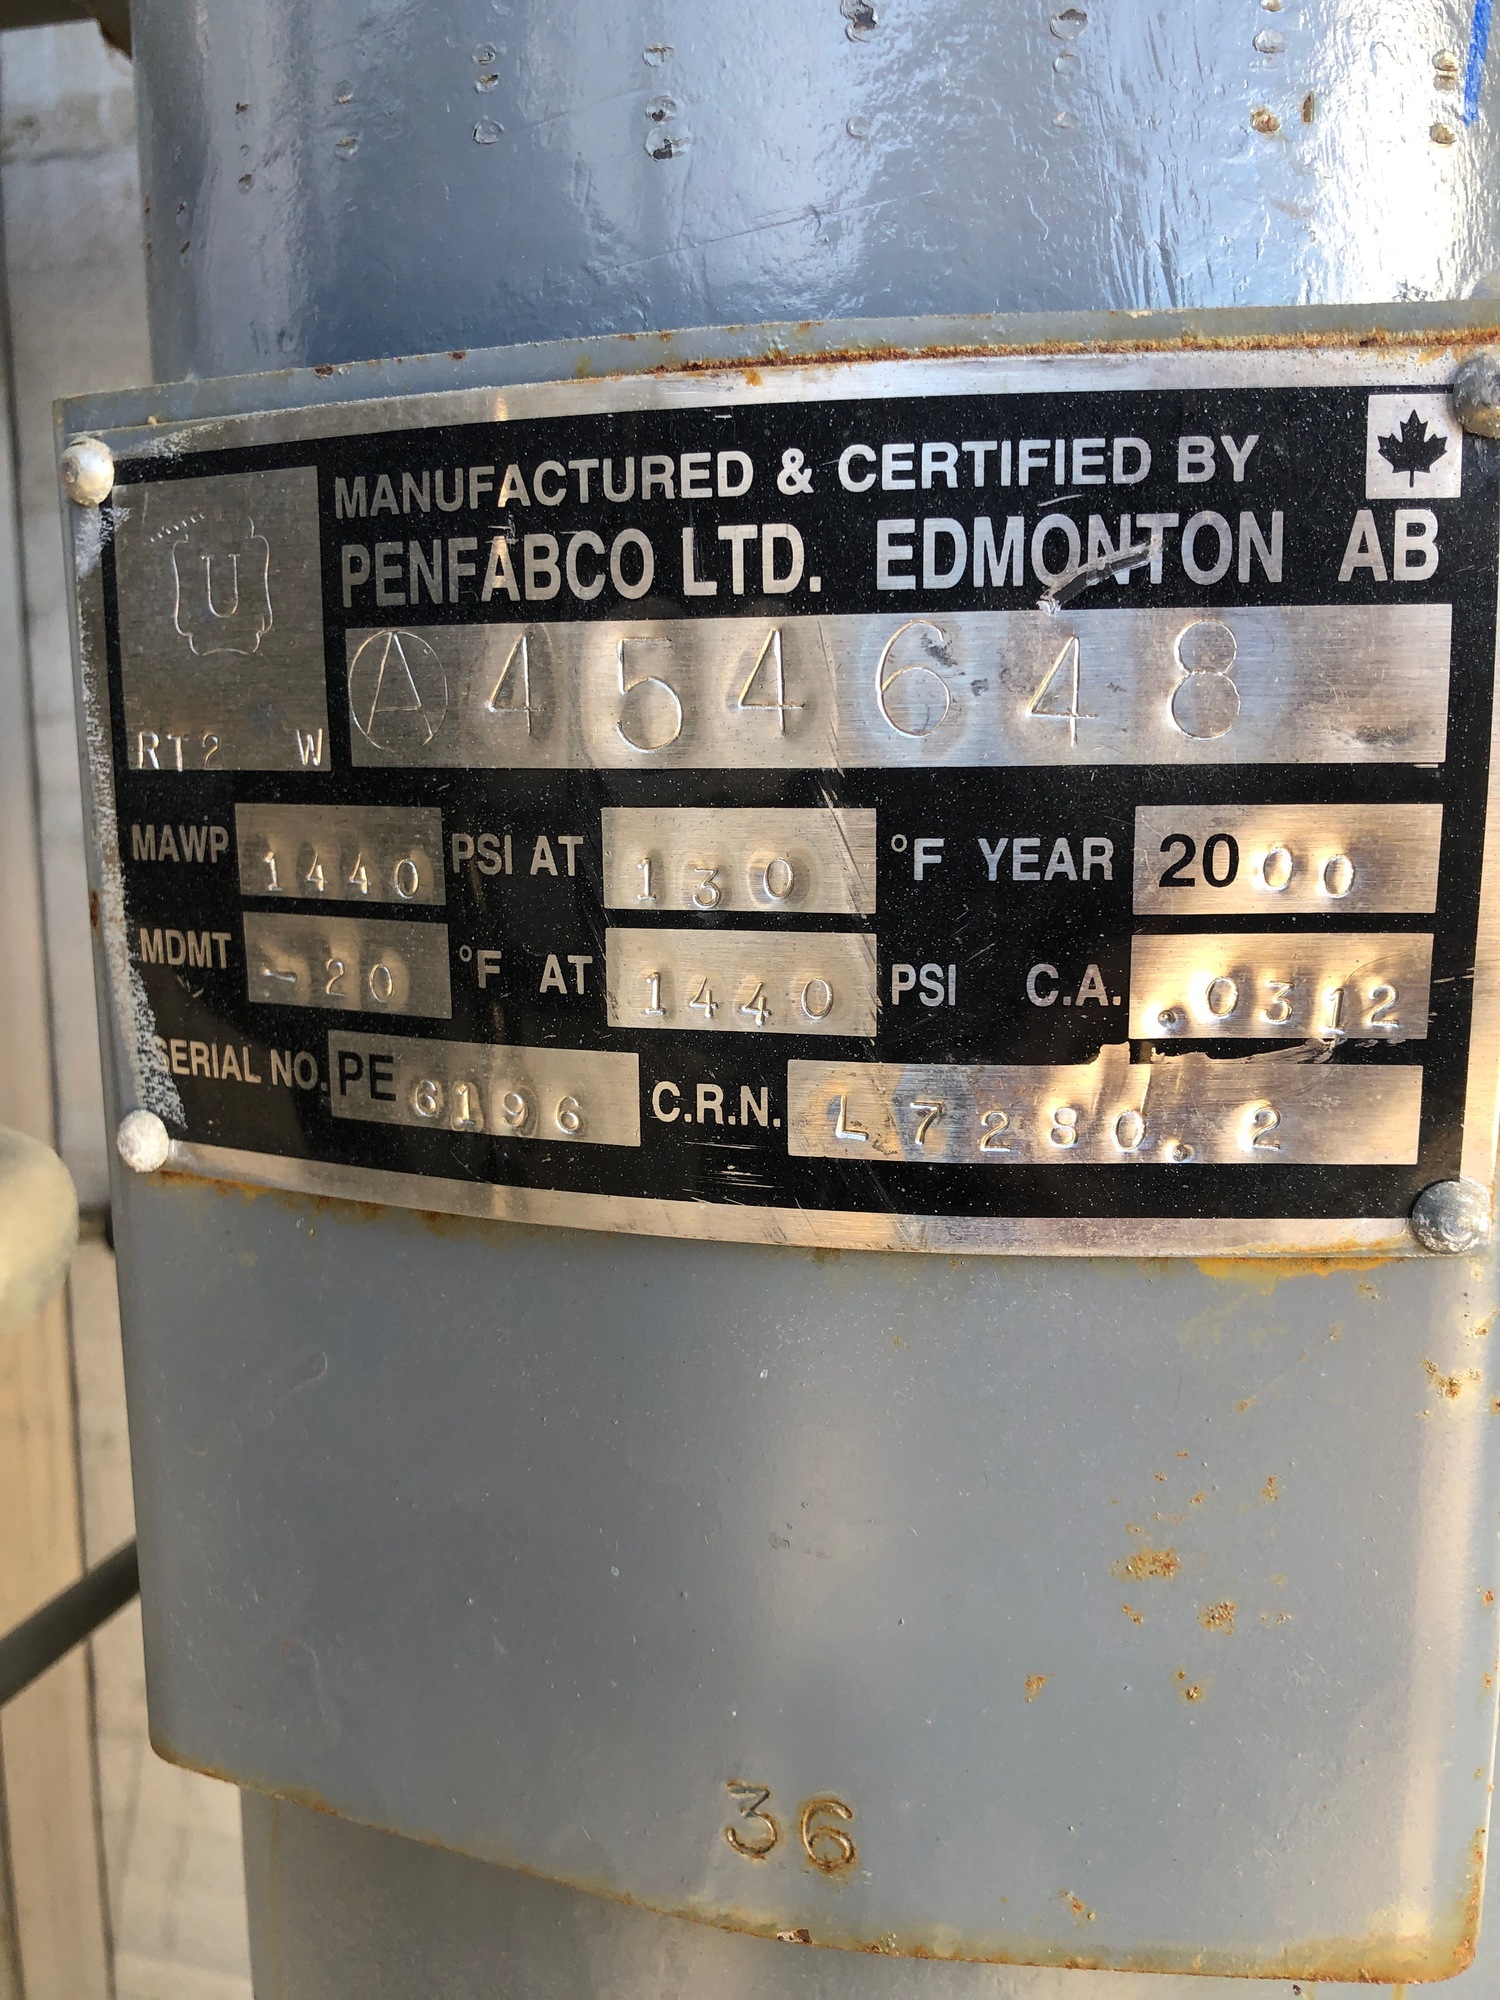 MANUFACTURED & CERTIFIED BY
PENFABCO LTD. EDMONTON AB
U
A 454648
RT2 W
MAWP 1440 PSI AT 130 °F YEAR 2000
MDMT -20 °F AT 1440 PSI C.A. .0312
SERIAL NO. PE 6196 C.R.N. L7280.2
36